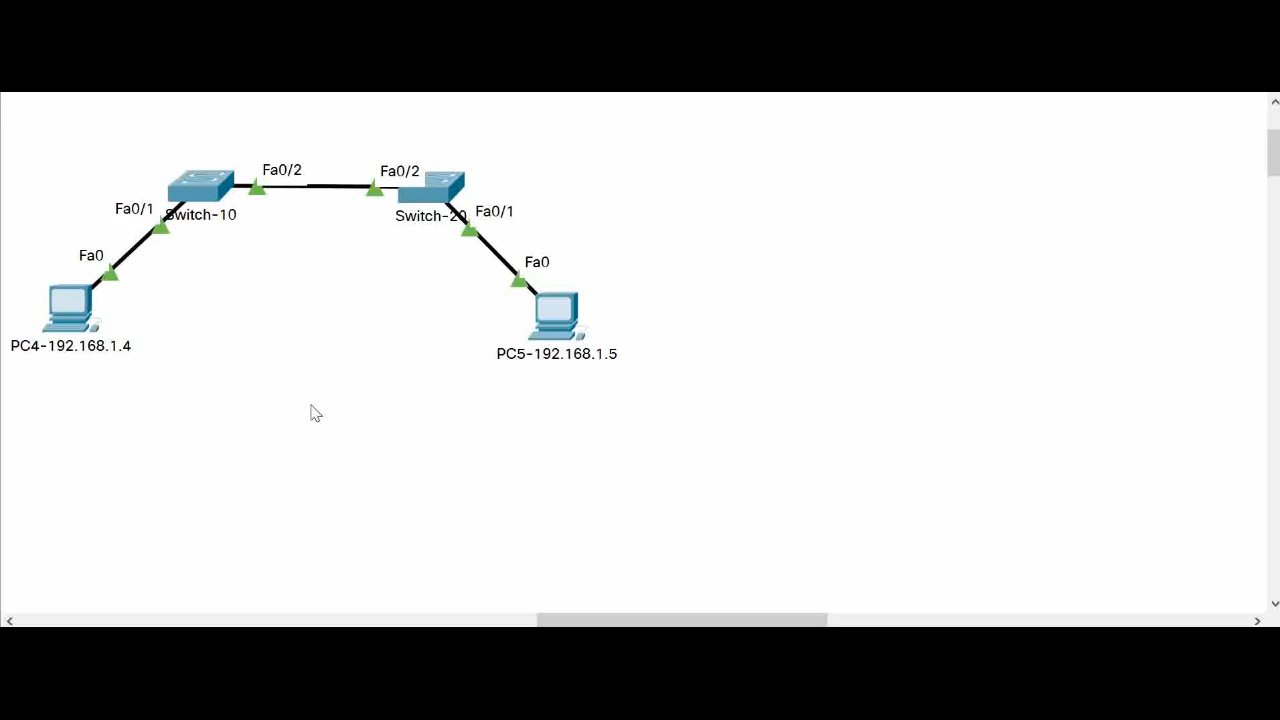 Fa0/2
Fa0/2
Fa0/1
Switch-10
Switch-20
Fa0/1
Fa0
Fa0
PC4-192.168.1.4
PC5-192.168.1.5